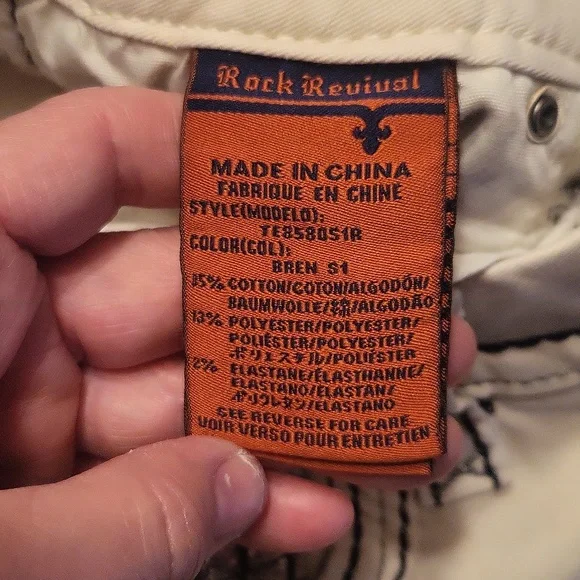 Rock Revival
MADE IN CHINA
FABRIQUE EN CHINE
STYLE(MODELO):
TE8580S1R
COLOR(COL):
BREN S1
85% COTTON/COTON/ALGODÓN/
BAUMWOLLE/綿/ALGODÃO
13% POLYESTER/POLYESTER/
POLIÉSTER/POLYESTER/
ポリエステル/POLIÉSTER
2% ELASTANE/ÉLASTHANNE/
ELASTANO/ELASTAN/
ポリウレタン/ELASTANO
SEE REVERSE FOR CARE
VOIR VERSO POUR ENTRETIEN